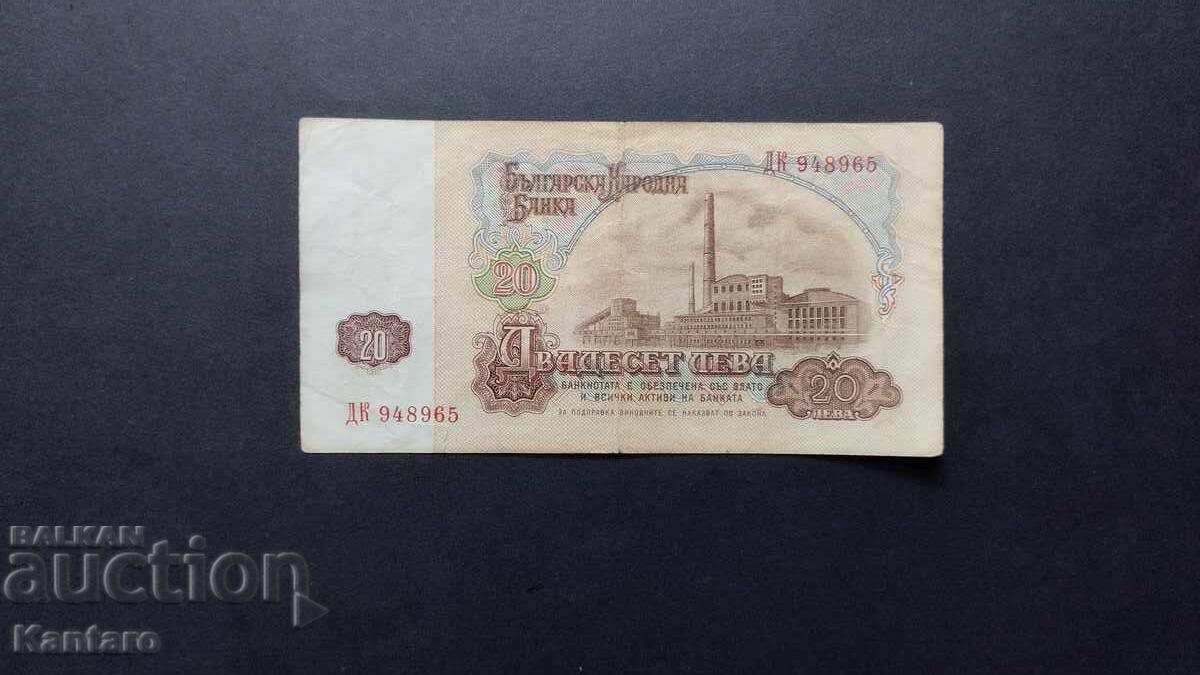 БЪЛГАРСКА НАРОДНА
БАНКА
ДК 948965
20
20
ДВАДЕСЕТ ЛЕВА
БАНКНОТАТА Е ОБЕЗПЕЧЕНА СЪС ЗЛАТО
И ВСИЧКИ АКТИВИ НА БАНКАТА
ЗА ПОДПРАВКА ВИНОВНИТЕ СЕ НАКАЗВАТ ПО ЗАКОНА
20
ЛЕВА
ДК 948965
BALKAN
auction
Kantaro